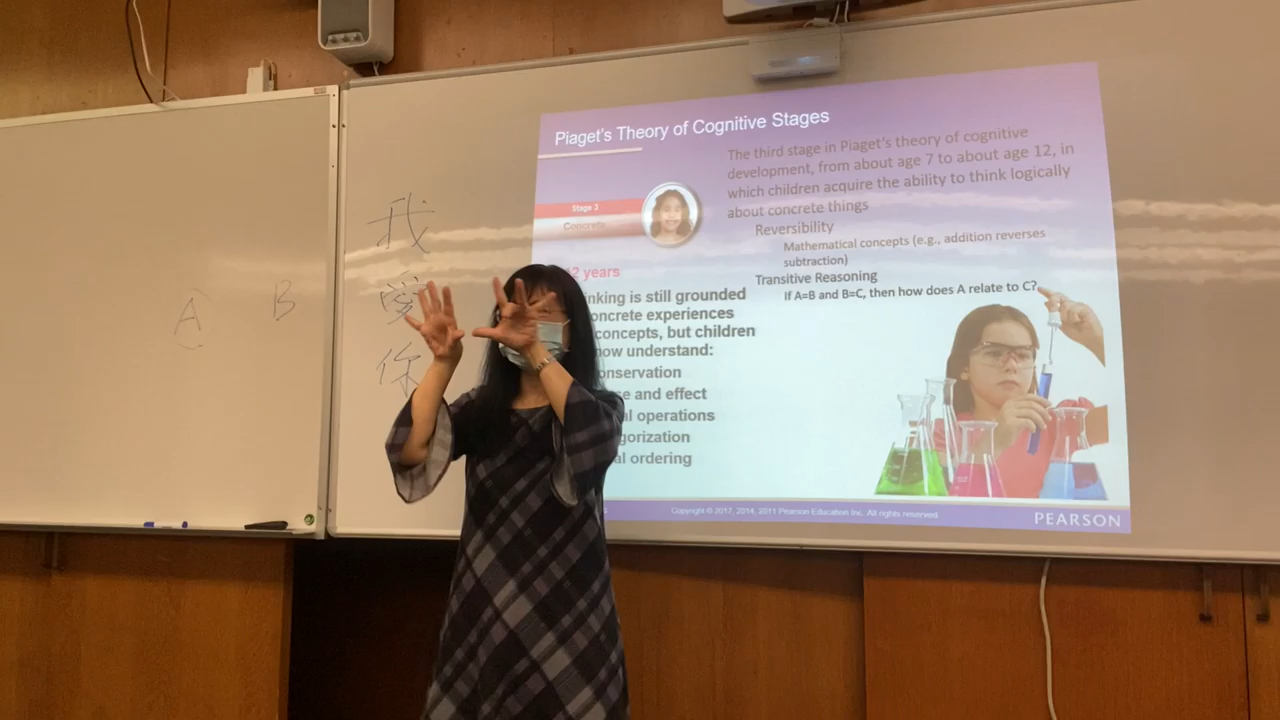 A B
我
愛
你
Piaget's Theory of Cognitive Stages
Stage 3
Concrete
2 years
inking is still grounded
oncrete experiences
concepts, but children
now understand:
onservation
se and effect
al operations
gorization
al ordering
The third stage in Piaget's theory of cognitive
development, from about age 7 to about age 12, in
which children acquire the ability to think logically
about concrete things
Reversibility
Mathematical concepts (e.g., addition reverses
subtraction)
Transitive Reasoning
If A=B and B=C, then how does A relate to C?
Copyright © 2017, 2014, 2011 Pearson Education Inc. All rights reserved.
PEARSON